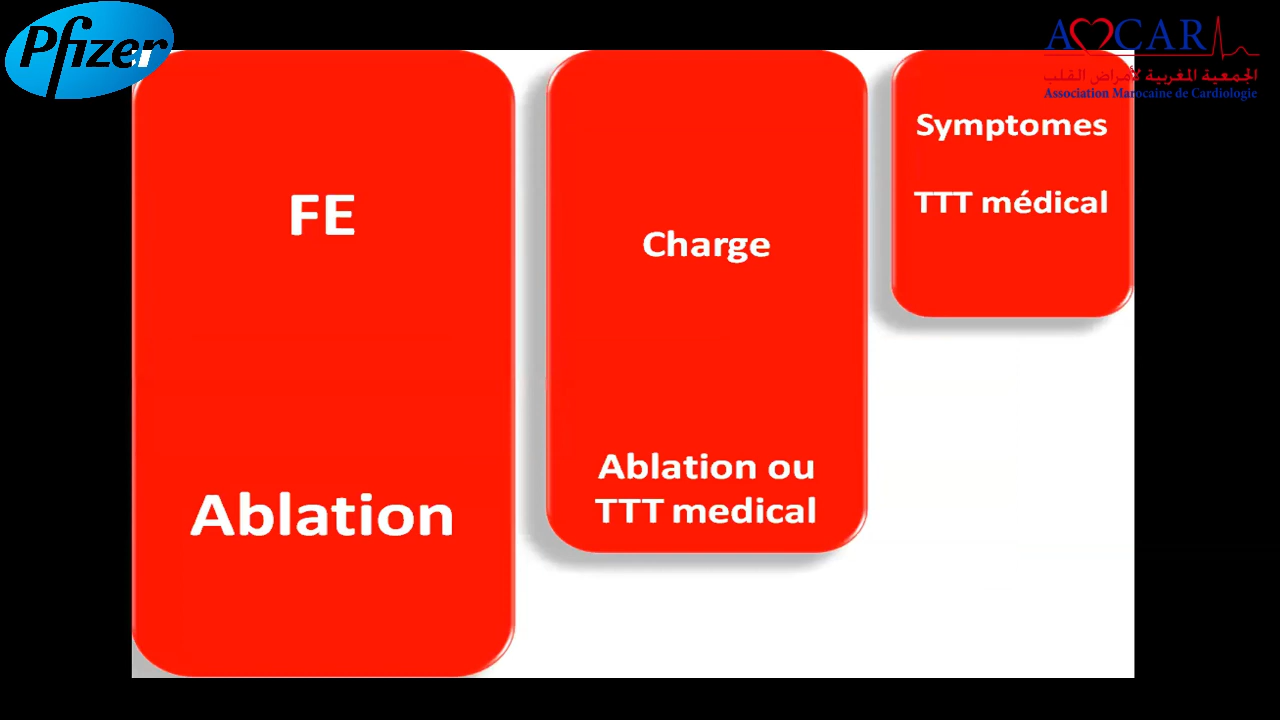 Pfizer
AMCAR
الجمعية المغربية لأمراض القلب
Association Marocaine de Cardiologie
FE
Ablation
Charge
Ablation ou
TTT medical
Symptomes
TTT médical